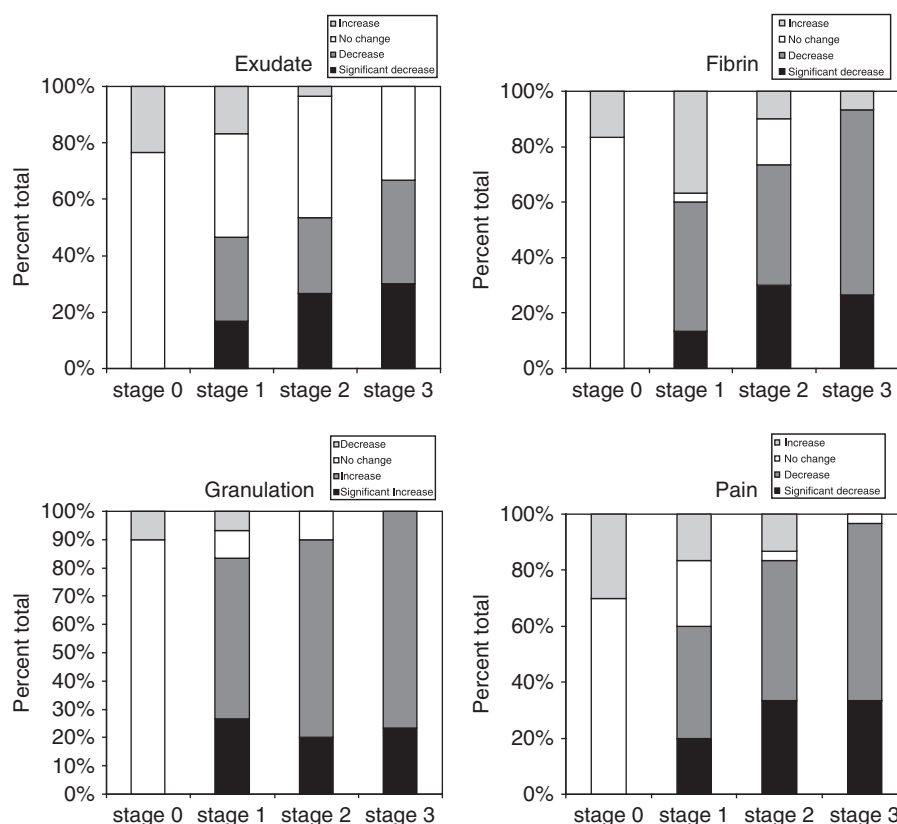 Exudate
Increase
No change
Decrease
Significant decrease
Percent total
100%
80%
60%
40%
20%
0%
stage 0 stage 1 stage 2 stage 3
Fibrin
Increase
No change
Decrease
Significant decrease
Percent total
100%
80%
60%
40%
20%
0%
stage 0 stage 1 stage 2 stage 3
Granulation
Decrease
No change
Increase
Significant Increase
Percent total
100%
90%
80%
70%
60%
50%
40%
30%
20%
10%
0%
stage 0 stage 1 stage 2 stage 3
Pain
Increase
No change
Decrease
Significant decrease
Percent total
100%
80%
60%
40%
20%
0%
stage 0 stage 1 stage 2 stage 3